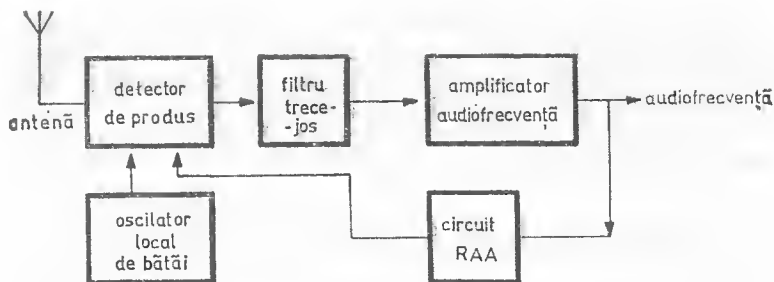 antenă
detector
de produs
filtru
trece-
-jos
amplificator
audiofrecvență
audiofrecvență
oscilator
local
de bătăi
circuit
RAA